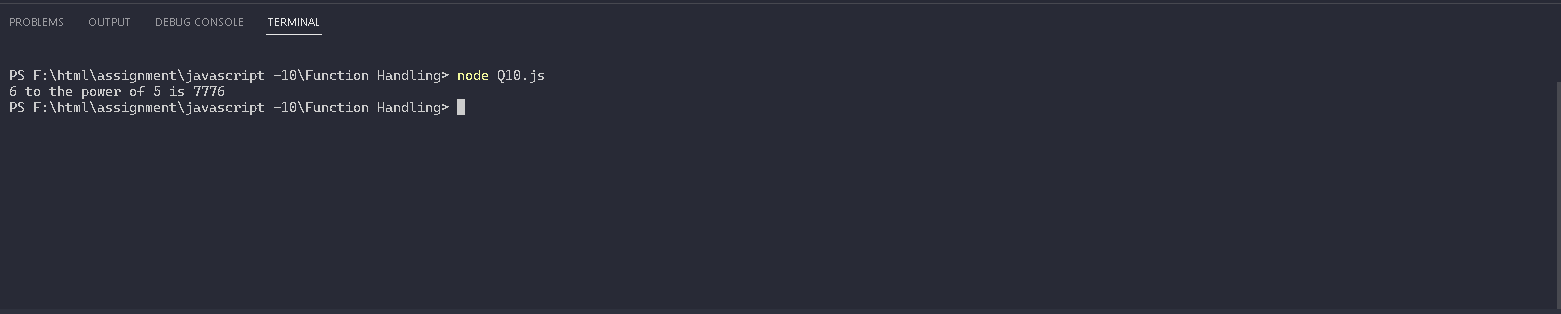 PROBLEMS OUTPUT DEBUG CONSOLE TERMINAL
PS F:\html\assignment\javascript -10\Function Handling> node Q10.js
6 to the power of 5 is 7776
PS F:\html\assignment\javascript -10\Function Handling>